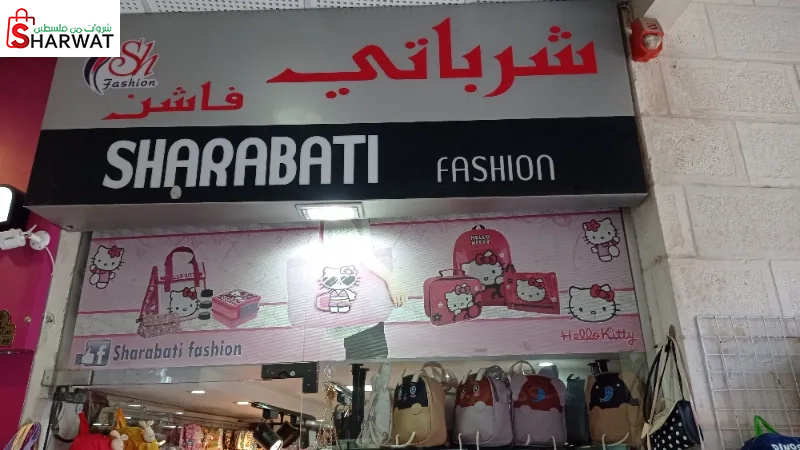 شروات من فلسطين
SHARWAT
Sh
Fashion
شرباتي
فاشن
SHARABATI FASHION
HELLO KITTY
Hello Kitty
f Sharabati fashion